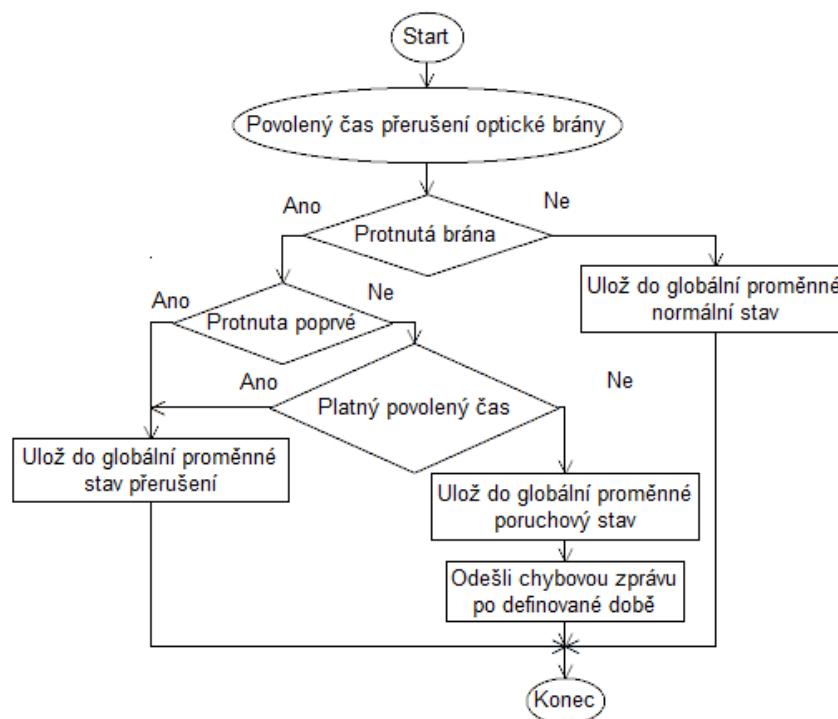 Start
Povolený čas přerušení optické brány
Ano
Ne
Protnutá brána
Ulož do globální proměnné
normální stav
Ano
Ne
Protnuta poprvé
Ano
Ne
Platný povolený čas
Ulož do globální proměnné
stav přerušení
Ulož do globální proměnné
poruchový stav
Odešli chybovou zprávu
po definované době
Konec